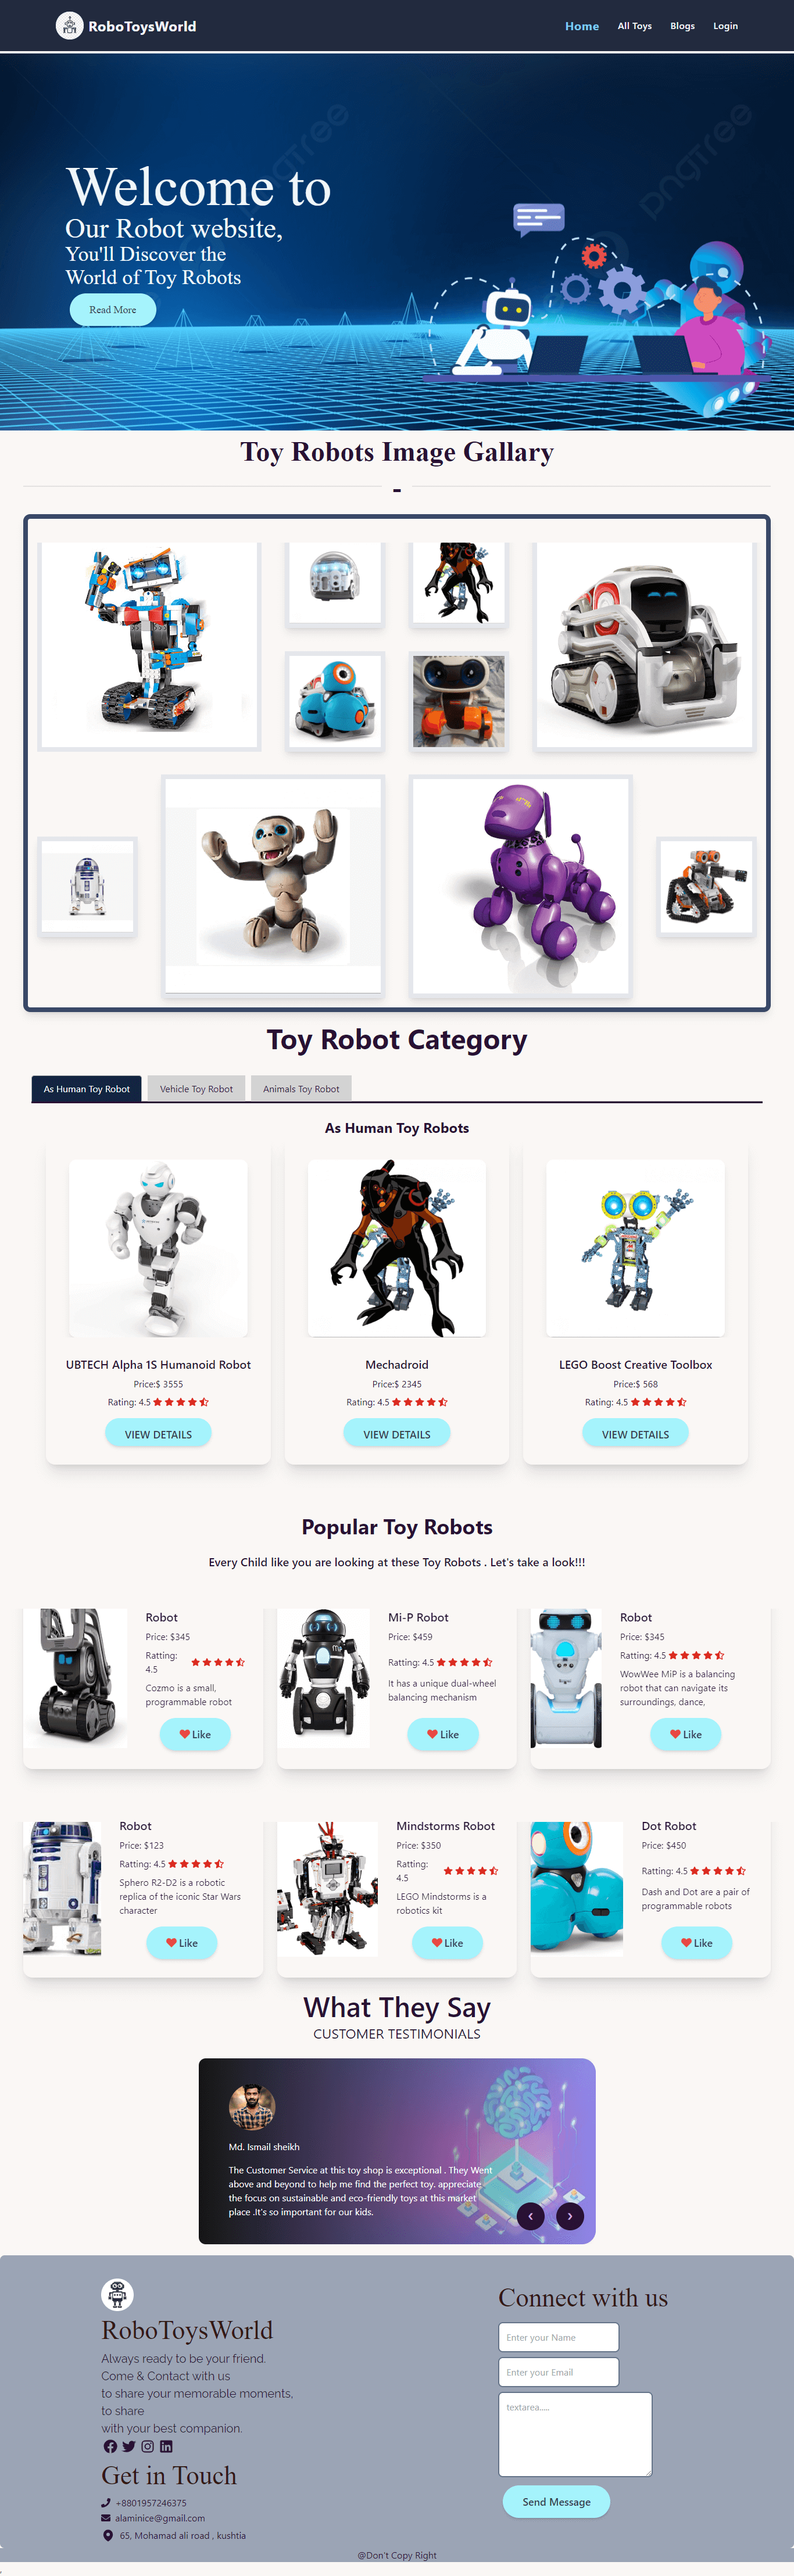 RoboToysWorld
Home
All Toys
Blogs
Login
pngtree
Welcome to
Our Robot website,
You'll Discover the
World of Toy Robots
Read More
Toy Robots Image Gallary
-
Toy Robot Category
As Human Toy Robot
Vehicle Toy Robot
Animals Toy Robot
As Human Toy Robots
UBTECH Alpha 1S Humanoid Robot
Price:$ 3555
Rating: 4.5
VIEW DETAILS
Mechadroid
Price:$ 2345
Rating: 4.5
VIEW DETAILS
LEGO Boost Creative Toolbox
Price:$ 568
Rating: 4.5
VIEW DETAILS
Popular Toy Robots
Every Child like you are looking at these Toy Robots . Let's take a look!!!
Robot
Price: $345
Ratting:
4.5
Cozmo is a small,
programmable robot
Like
Mi-P Robot
Price: $459
Ratting: 4.5
It has a unique dual-wheel
balancing mechanism
Like
Robot
Price: $345
Ratting: 4.5
WowWee MiP is a balancing
robot that can navigate its
surroundings, dance,
Like
Robot
Price: $123
Ratting: 4.5
Sphero R2-D2 is a robotic
replica of the iconic Star Wars
character
Like
Mindstorms Robot
Price: $350
Ratting:
4.5
LEGO Mindstorms is a
robotics kit
Like
Dot Robot
Price: $450
Ratting: 4.5
Dash and Dot are a pair of
programmable robots
Like
What They Say
CUSTOMER TESTIMONIALS
Md. Ismail sheikh
The Customer Service at this toy shop is exceptional . They Went
above and beyond to help me find the perfect toy. appreciate
the focus on sustainable and eco-friendly toys at this market
place .It's so important for our kids.
RoboToysWorld
Always ready to be your friend.
Come & Contact with us
to share your memorable moments,
to share
with your best companion.
Get in Touch
+8801957246375
alaminice@gmail.com
65, Mohamad ali road , kushtia
Connect with us
Enter your Name
Enter your Email
textarea.....
Send Message
@Don't Copy Right